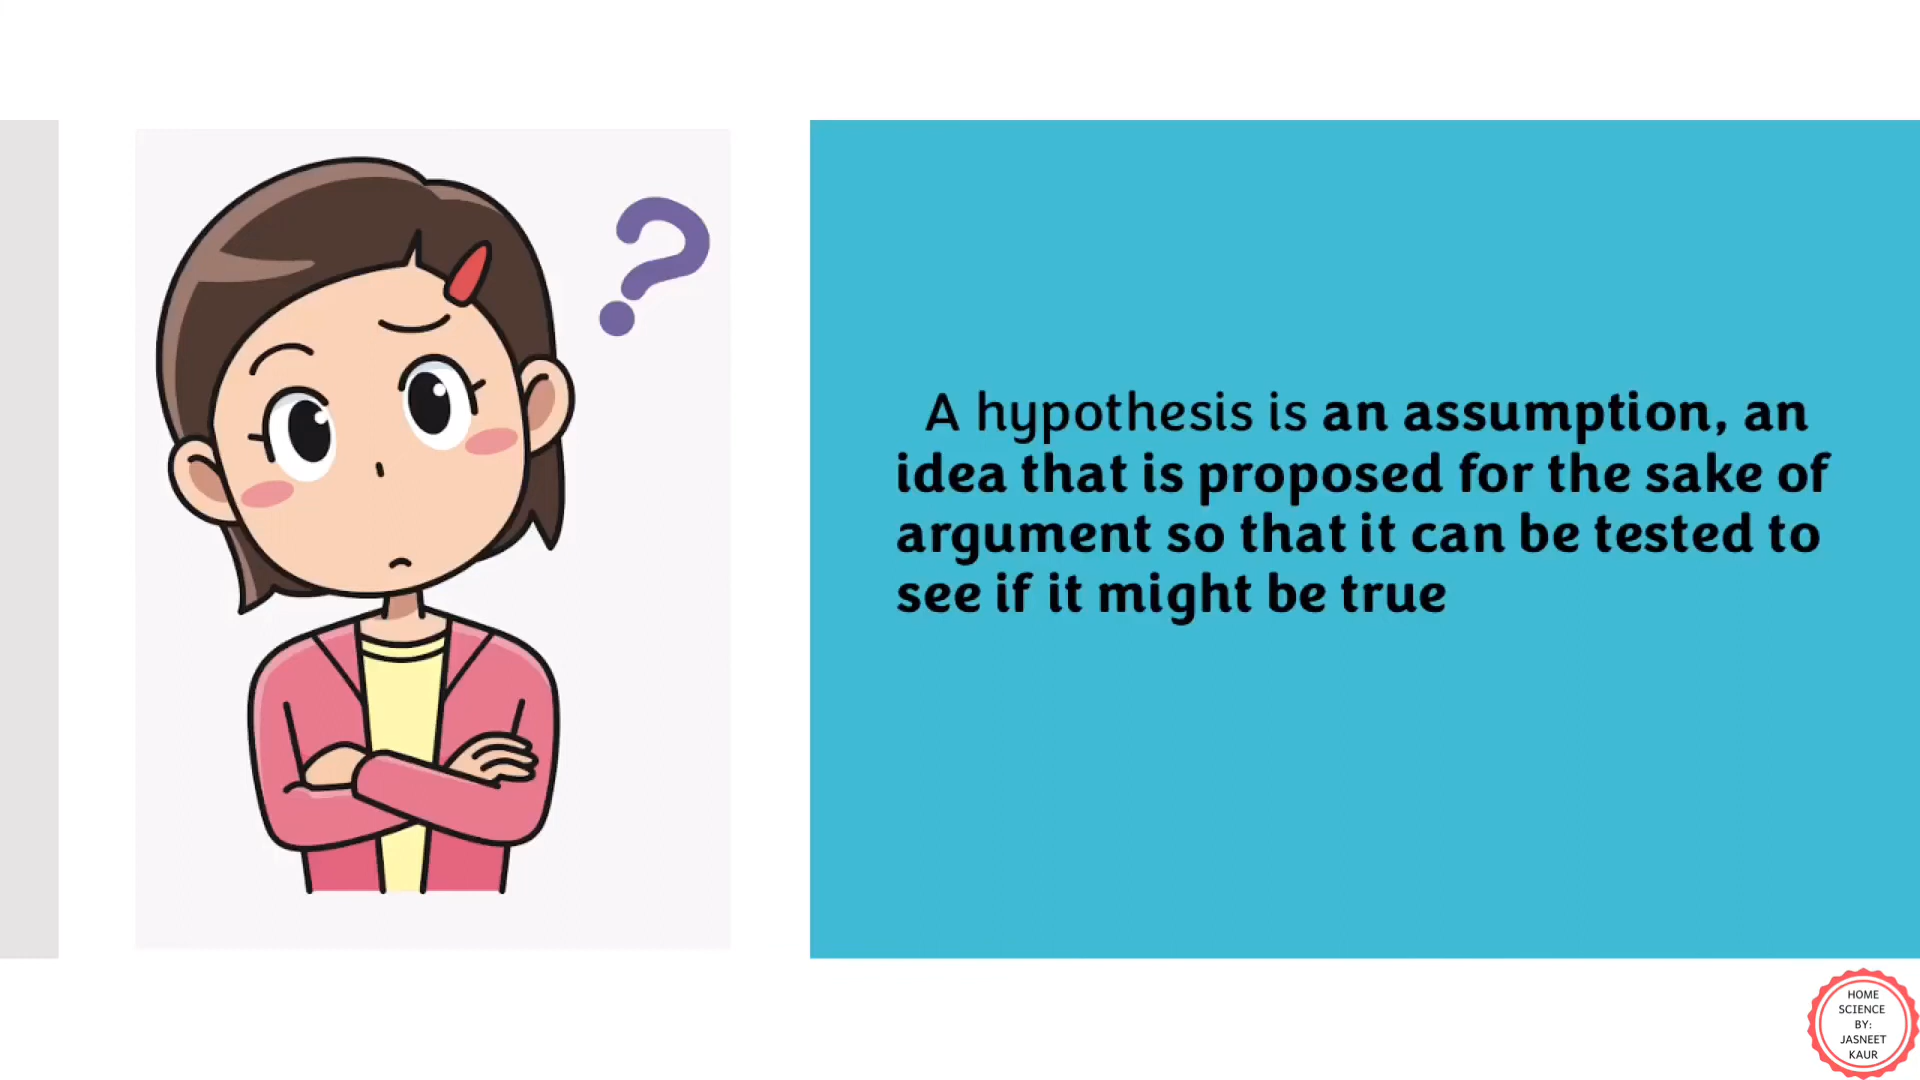 A hypothesis is an assumption, an
idea that is proposed for the sake of
argument so that it can be tested to
see if it might be true
?
HOME
SCIENCE
BY:
JASNEET
KAUR